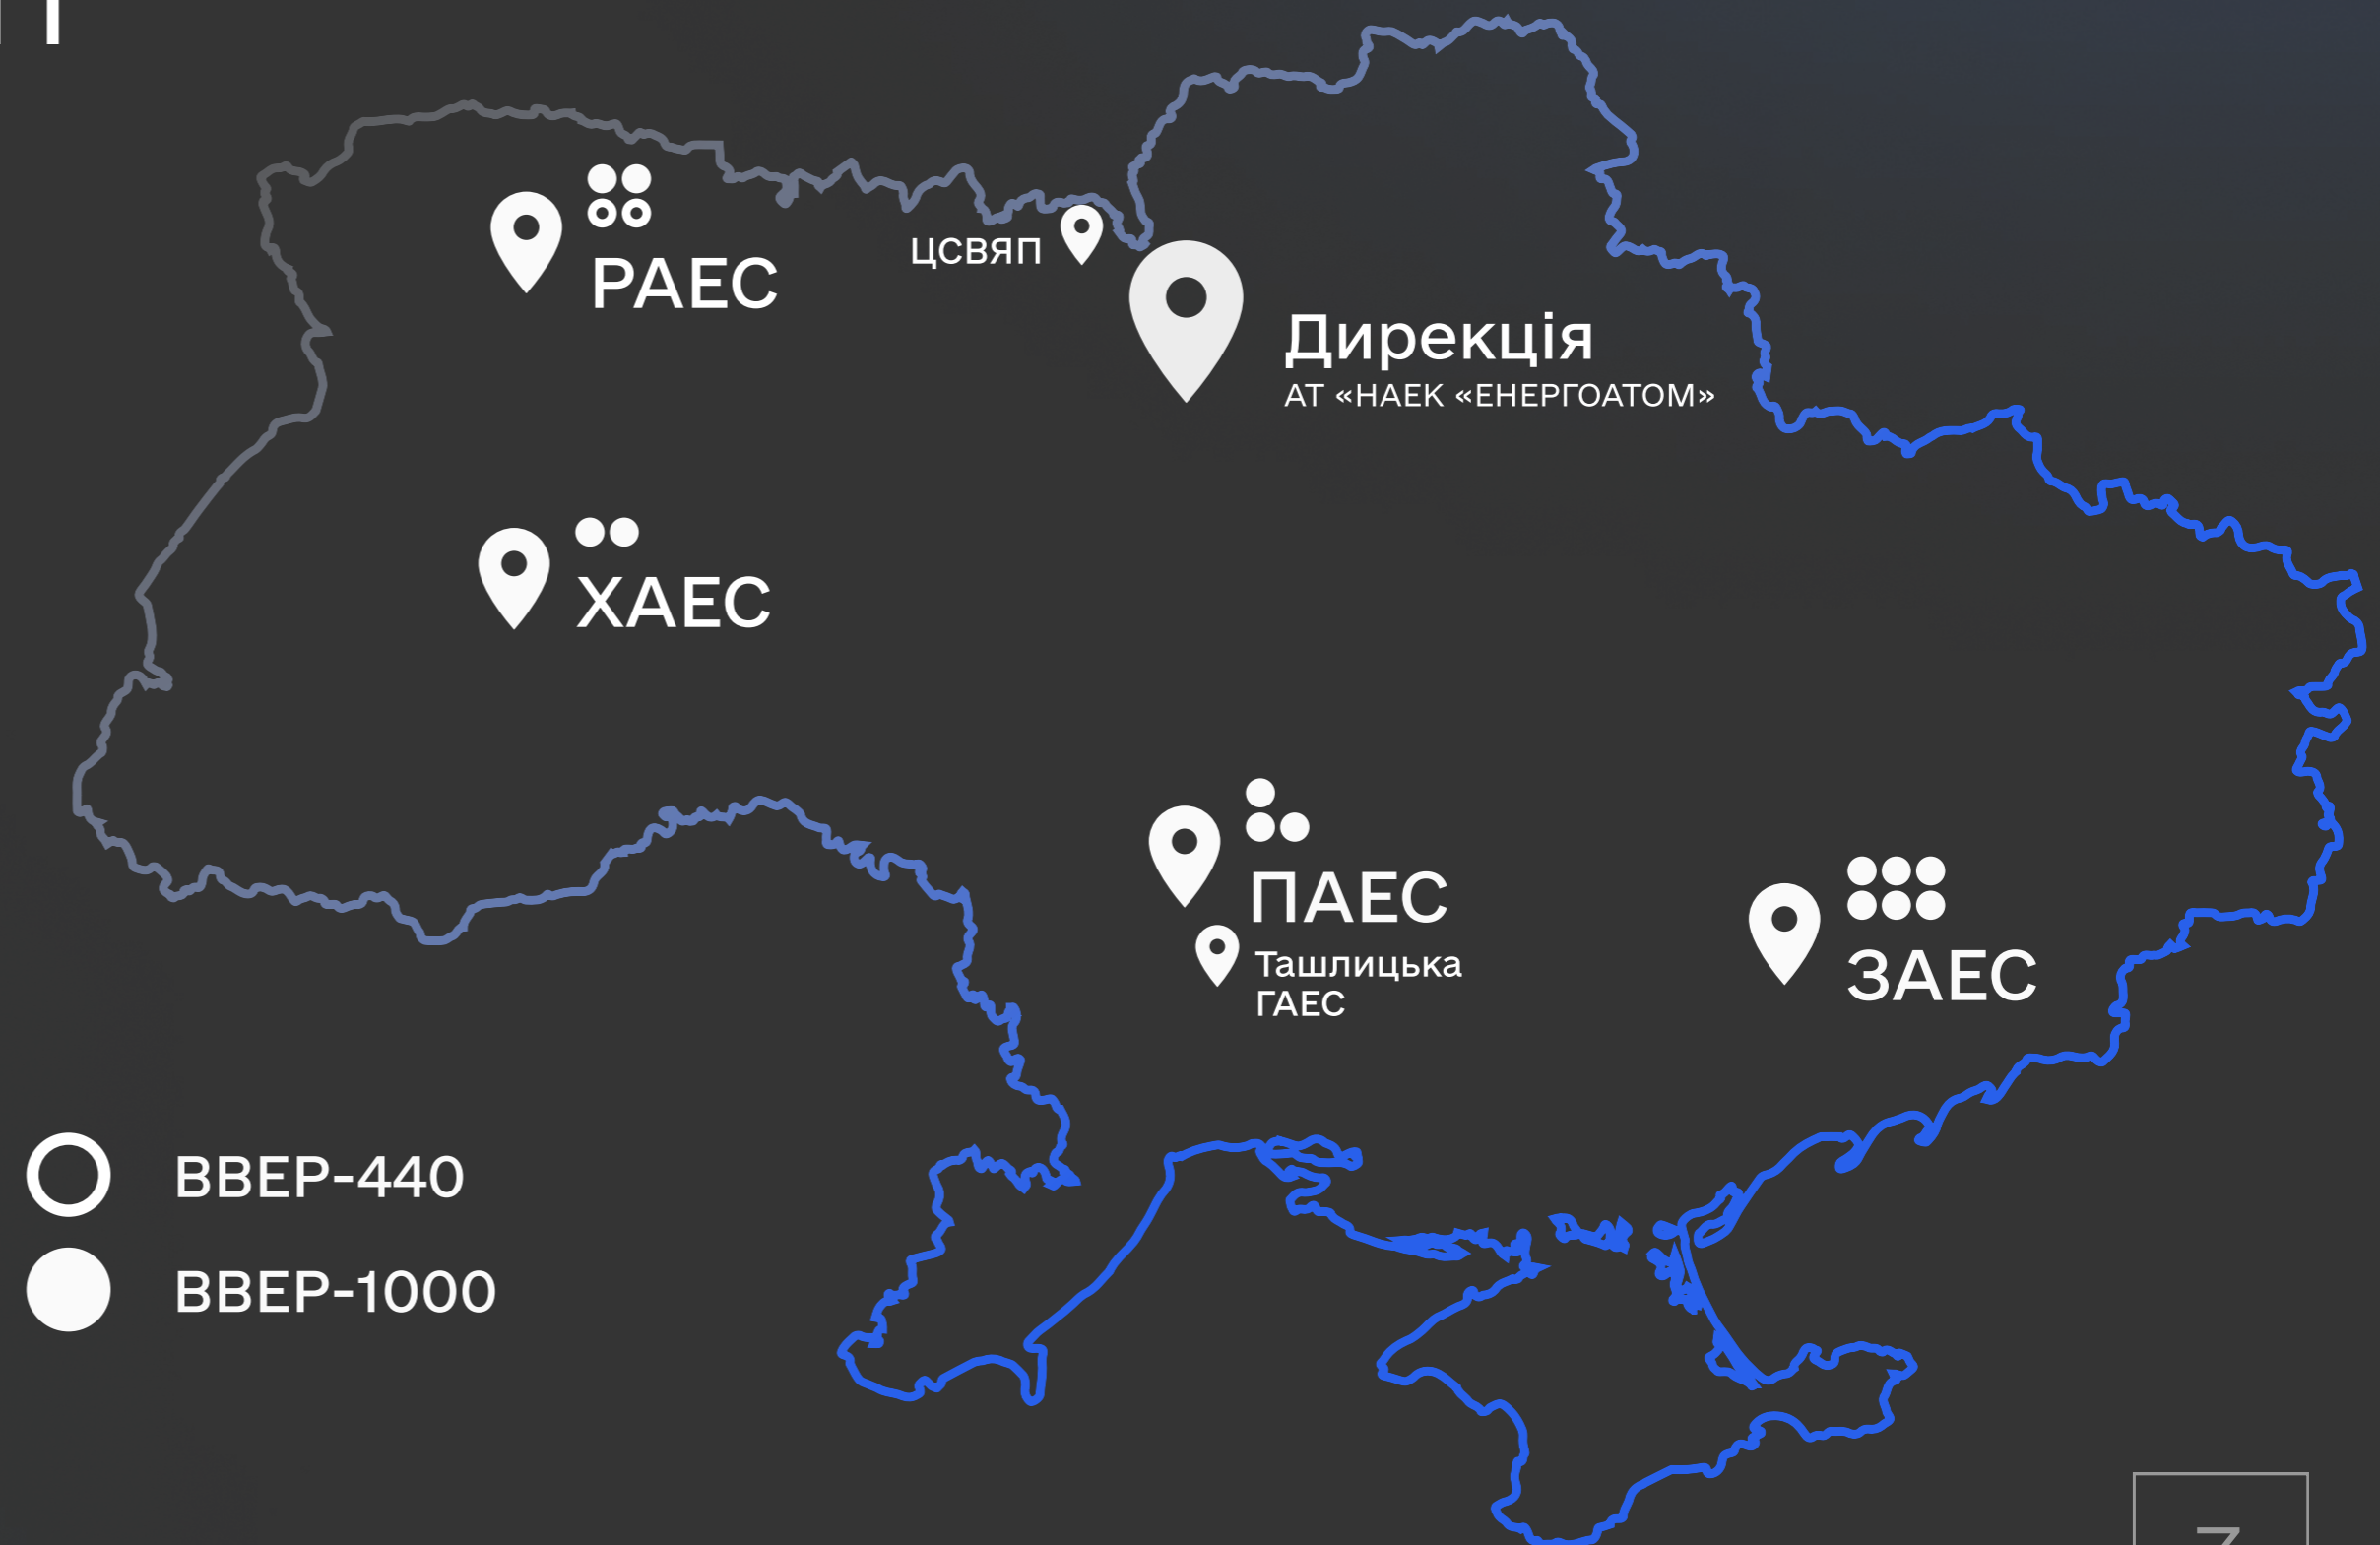 РАЕС
ЦСВЯП
Дирекція
АТ «НАЕК «ЕНЕРГОАТОМ»
ХАЕС
ПАЕС
Ташлицька
ГАЕС
ЗАЕС
ВВЕР-440
ВВЕР-1000